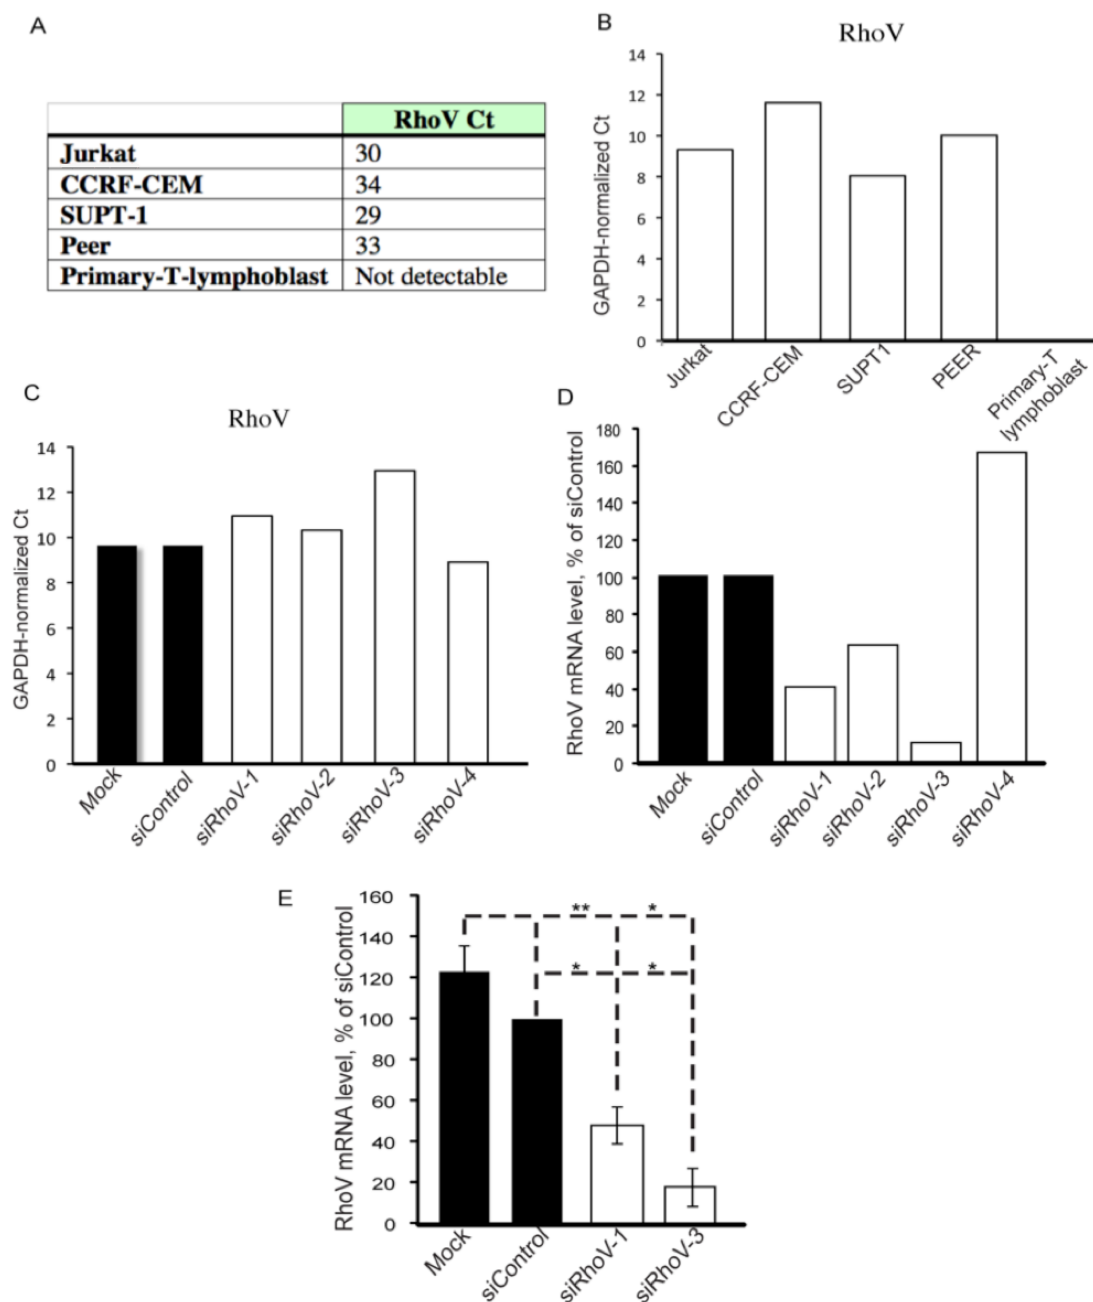 A
RhoV Ct
Jurkat 30
CCRF-CEM 34
SUPT-1 29
Peer 33
Primary-T-lymphoblast Not detectable
B
RhoV
GAPDH-normalized Ct
14
12
10
8
6
4
2
0
Jurkat
CCRF-CEM
SUPT1
PEER
Primary-T
lymphoblast
C
RhoV
GAPDH-normalized Ct
14
12
10
8
6
4
2
0
Mock
siControl
siRhoV-1
siRhoV-2
siRhoV-3
siRhoV-4
D
RhoV mRNA level, % of siControl
180
160
140
120
100
80
60
40
20
0
Mock
siControl
siRhoV-1
siRhoV-2
siRhoV-3
siRhoV-4
E
RhoV mRNA level, % of siControl
160
140
120
100
80
60
40
20
0
** *
* *
Mock
siControl
siRhoV-1
siRhoV-3